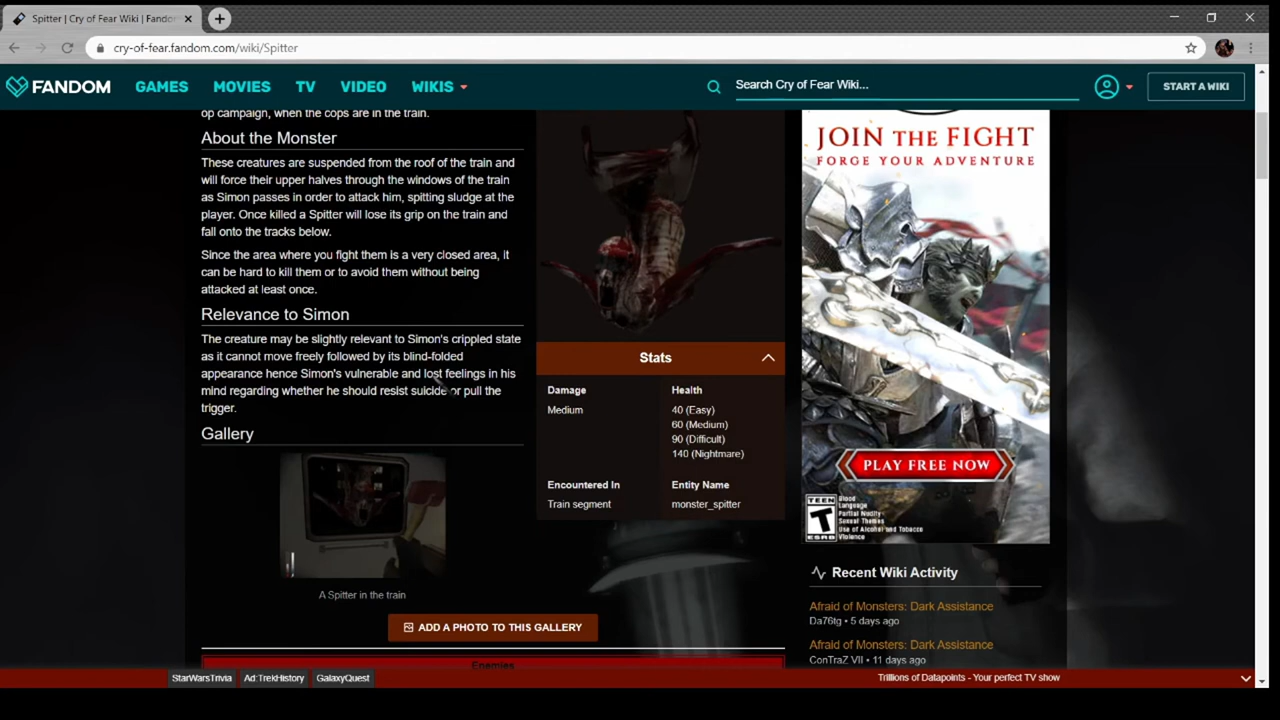 Spitter | Cry of Fear Wiki | Fando
cry-of-fear.fandom.com/wiki/Spitter
FANDOM GAMES MOVIES TV VIDEO WIKIS Search Cry of Fear Wiki... START A WIKI
op campaign, when the cops are in the train.
About the Monster
These creatures are suspended from the roof of the train and
will force their upper halves through the windows of the train
as Simon passes in order to attack him, spitting sludge at the
player. Once killed a Spitter will lose its grip on the train and
fall onto the tracks below.
Since the area where you fight them is a very closed area, it
can be hard to kill them or to avoid them without being
attacked at least once.
Relevance to Simon
The creature may be slightly relevant to Simon's crippled state
as it cannot move freely followed by its blind-folded
appearance hence Simon's vulnerable and lost feelings in his
mind regarding whether he should resist suicide or pull the
trigger.
Gallery
A Spitter in the train
ADD A PHOTO TO THIS GALLERY
Enemies
Stats
Damage Health
Medium 40 (Easy)
60 (Medium)
90 (Difficult)
140 (Nightmare)
Encountered In Entity Name
Train segment monster_spitter
JOIN THE FIGHT
FORGE YOUR ADVENTURE
PLAY FREE NOW
TEEN
T
ESRB
Blood
Language
Partial Nudity
Sexual Themes
Use of Alcohol and Tobacco
Violence
Recent Wiki Activity
Afraid of Monsters: Dark Assistance
Da76tg • 5 days ago
Afraid of Monsters: Dark Assistance
ConTraZ VII • 11 days ago
StarWarsTrivia Ad:TrekHistory GalaxyQuest Trillions of Datapoints - Your perfect TV show